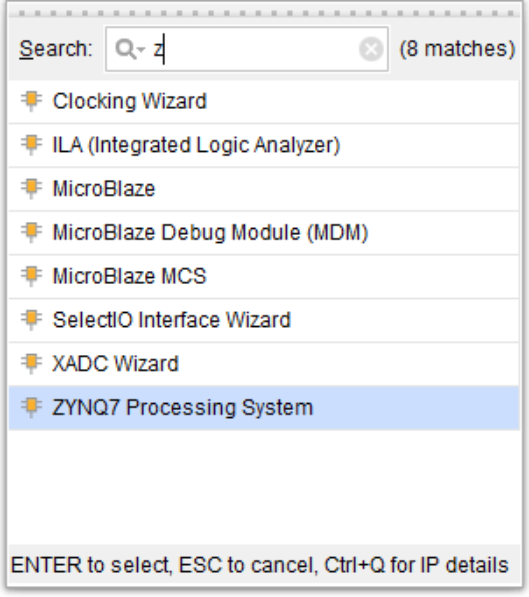 Search: z (8 matches)
Clocking Wizard
ILA (Integrated Logic Analyzer)
MicroBlaze
MicroBlaze Debug Module (MDM)
MicroBlaze MCS
SelectIO Interface Wizard
XADC Wizard
ZYNQ7 Processing System
ENTER to select, ESC to cancel, Ctrl+Q for IP details